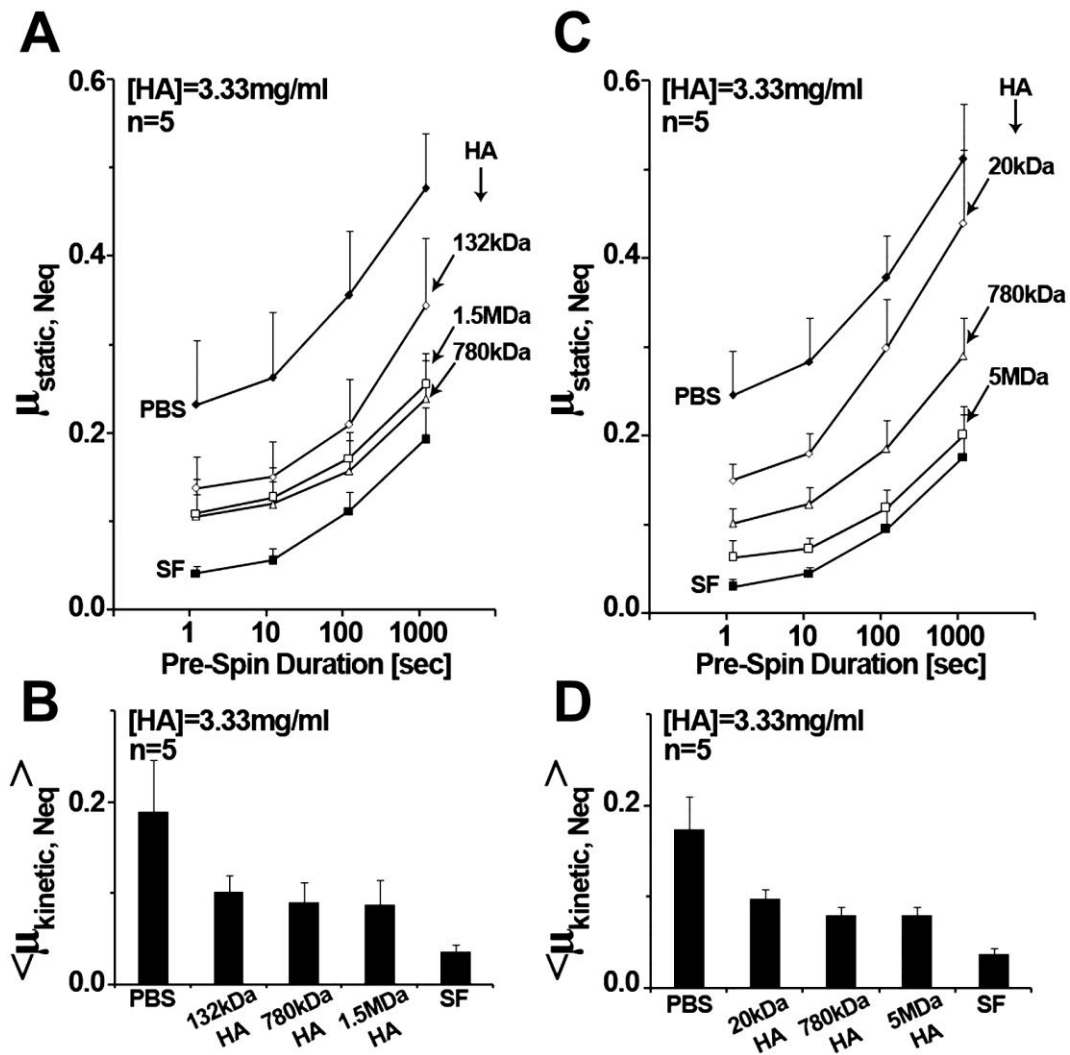 A
[HA]=3.33mg/ml
n=5
HA
132kDa
1.5MDa
780kDa
PBS
SF
0.6
0.4
0.2
0.0
μstatic, Neq
1 10 100 1000
Pre-Spin Duration [sec]
C
[HA]=3.33mg/ml
n=5
HA
20kDa
780kDa
5MDa
PBS
SF
0.6
0.4
0.2
0.0
μstatic, Neq
1 10 100 1000
Pre-Spin Duration [sec]
B
[HA]=3.33mg/ml
n=5
0.2
0.0
<μkinetic, Neq>
PBS
132kDa
HA
780kDa
HA
1.5MDa
HA
SF
D
[HA]=3.33mg/ml
n=5
0.2
0.0
<μkinetic, Neq>
PBS
20kDa
HA
780kDa
HA
5MDa
HA
SF